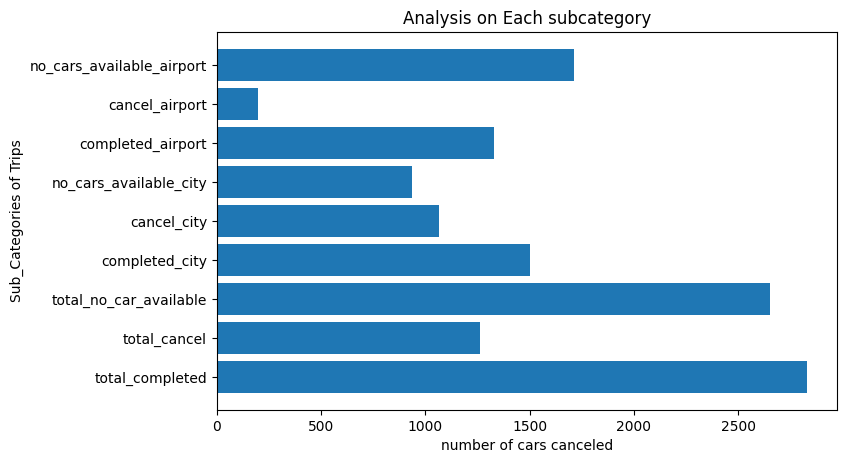 Analysis on Each subcategory
Sub_Categories of Trips
no_cars_available_airport
cancel_airport
completed_airport
no_cars_available_city
cancel_city
completed_city
total_no_car_available
total_cancel
total_completed
0 500 1000 1500 2000 2500
number of cars canceled